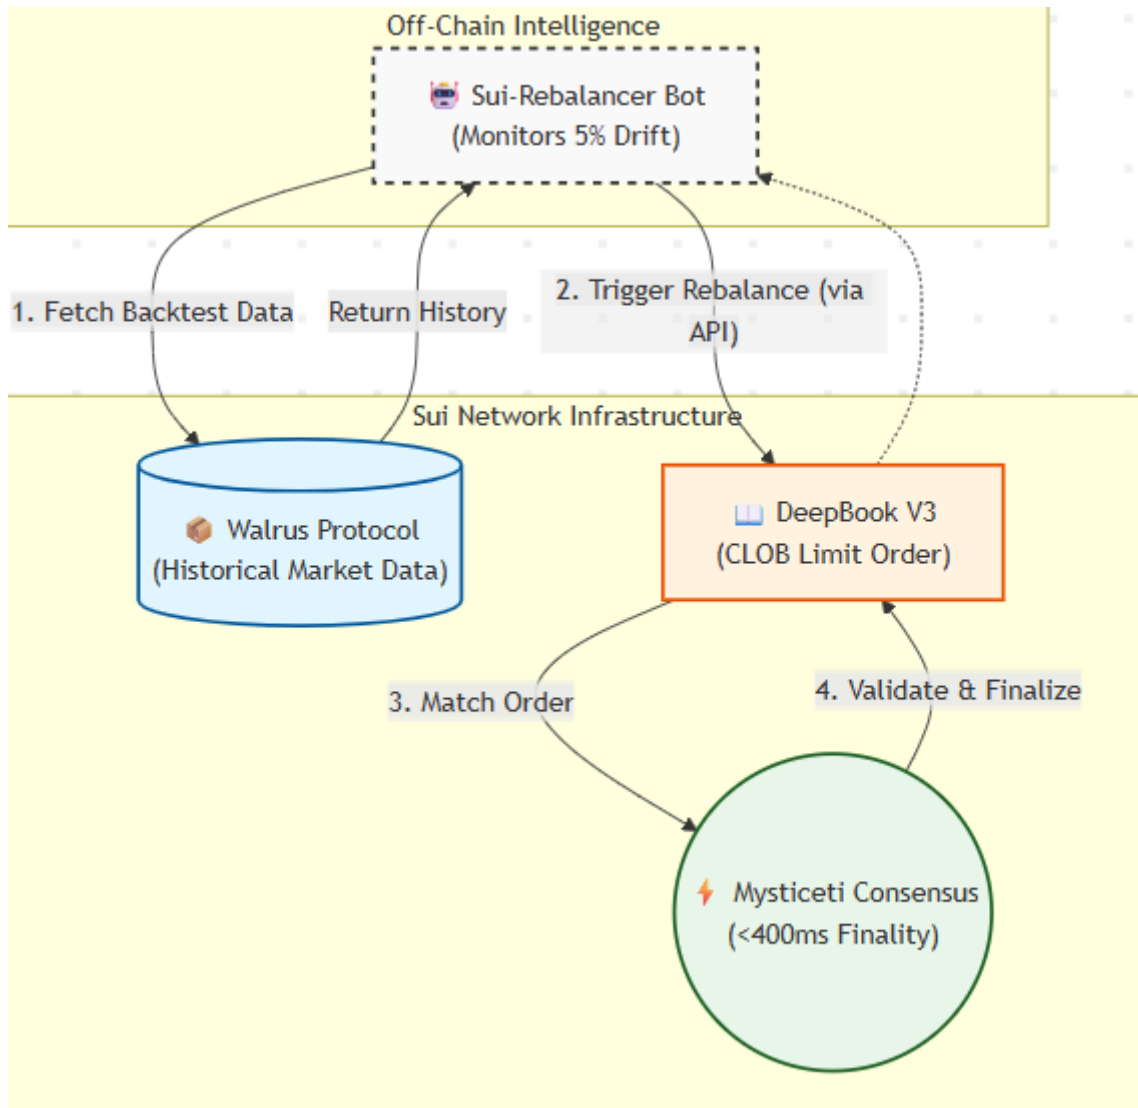 Off-Chain Intelligence
🤖 Sui-Rebalancer Bot
(Monitors 5% Drift)
1. Fetch Backtest Data
Return History
2. Trigger Rebalance (via
API)
Sui Network Infrastructure
📦 Walrus Protocol
(Historical Market Data)
📖 DeepBook V3
(CLOB Limit Order)
3. Match Order
4. Validate & Finalize
⚡ Mysticeti Consensus
(<400ms Finality)